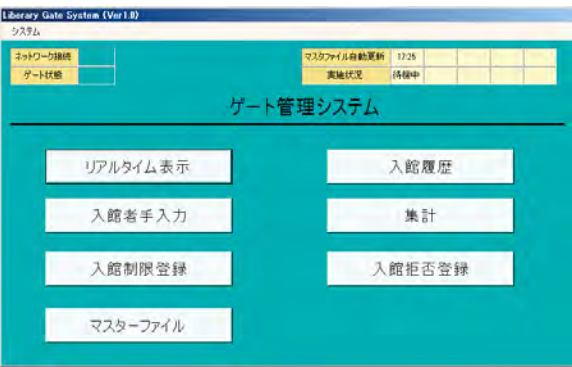 Liberary Gate System (Ver1.0)
システム
ネットワーク接続 マスタファイル自動更新 17:25
ゲート状態 実施状況 待機中
ゲート管理システム
リアルタイム表示 入館履歴
入館者手入力 集計
入館制限登録 入館拒否登録
マスターファイル